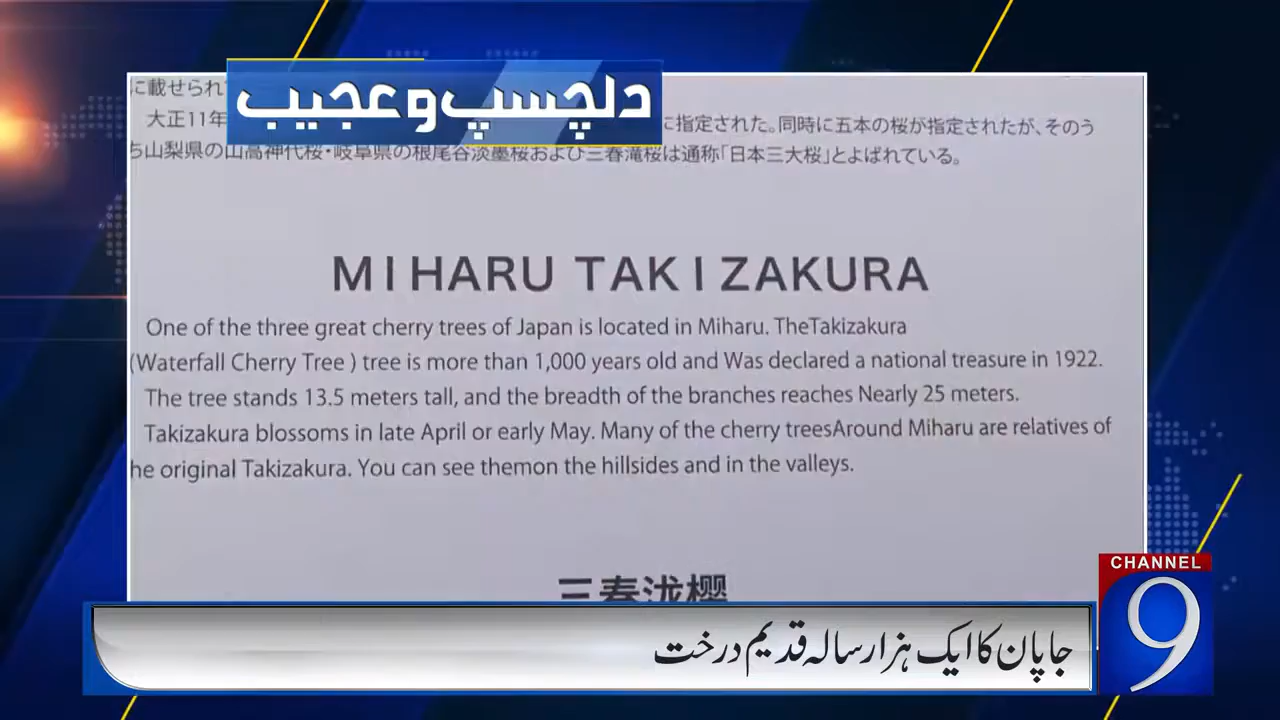 に載せられ
دلچسپ و عجیب
大正11年
に指定された。同時に五本の桜が指定されたが、そのう
ち山梨県の山高神代桜・岐阜県の根尾谷淡墨桜および三春滝桜は通称「日本三大桜」とよばれている。
MIHARU TAKIZAKURA
One of the three great cherry trees of Japan is located in Miharu. TheTakizakura
(Waterfall Cherry Tree ) tree is more than 1,000 years old and Was declared a national treasure in 1922.
The tree stands 13.5 meters tall, and the breadth of the branches reaches Nearly 25 meters.
Takizakura blossoms in late April or early May. Many of the cherry treesAround Miharu are relatives of
he original Takizakura. You can see themon the hillsides and in the valleys.
三春泷樱
CHANNEL
9
جاپان کا ایک ہزار سالہ قدیم درخت